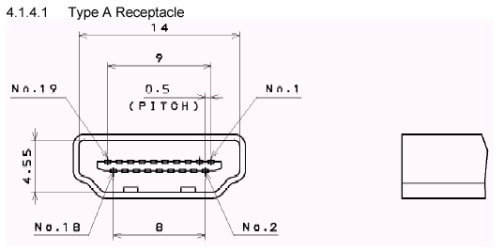 4.1.4.1 Type A Receptacle
14
9
No.19
0.5
No.1
(PITCH)
4.55
No.18
8
No.2